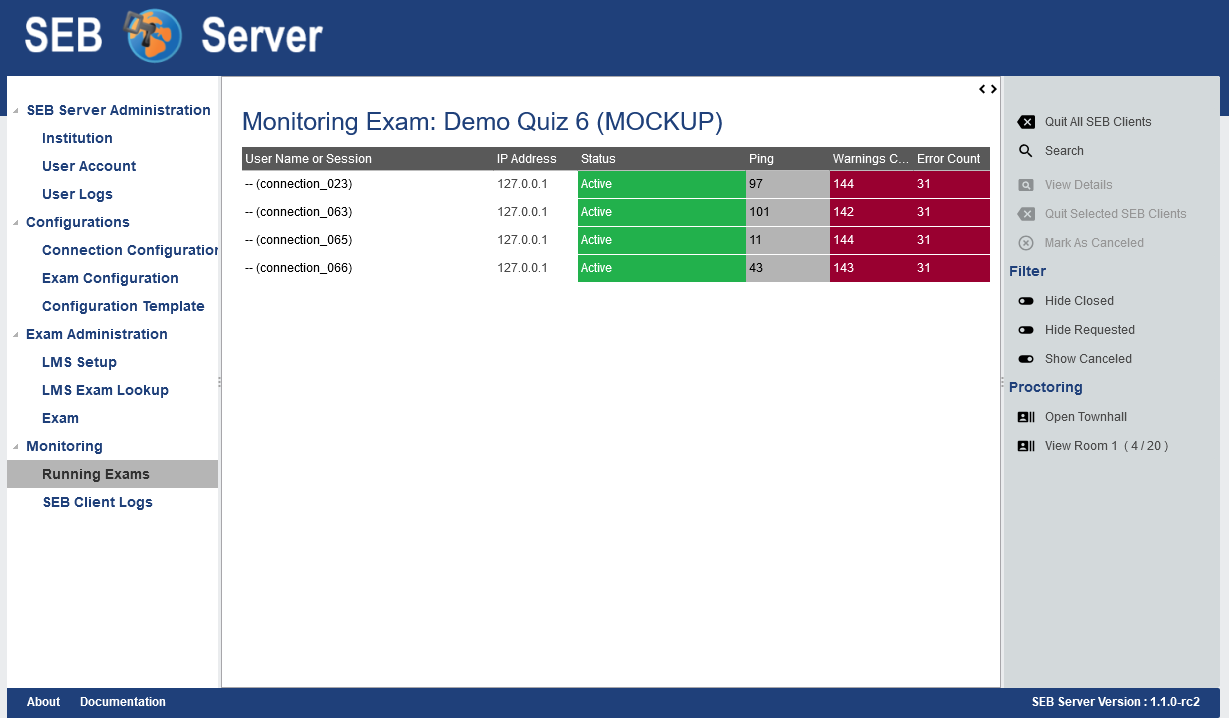 SEB Server
SEB Server Administration
Institution
User Account
User Logs
Configurations
Connection Configuration
Exam Configuration
Configuration Template
Exam Administration
LMS Setup
LMS Exam Lookup
Exam
Monitoring
Running Exams
SEB Client Logs
Monitoring Exam: Demo Quiz 6 (MOCKUP)
User Name or Session IP Address Status Ping Warnings C... Error Count
-- (connection_023) 127.0.0.1 Active 97 144 31
-- (connection_063) 127.0.0.1 Active 101 142 31
-- (connection_065) 127.0.0.1 Active 11 144 31
-- (connection_066) 127.0.0.1 Active 43 143 31
Quit All SEB Clients
Search
View Details
Quit Selected SEB Clients
Mark As Canceled
Filter
Hide Closed
Hide Requested
Show Canceled
Proctoring
Open Townhall
View Room 1 ( 4 / 20 )
About Documentation SEB Server Version : 1.1.0-rc2